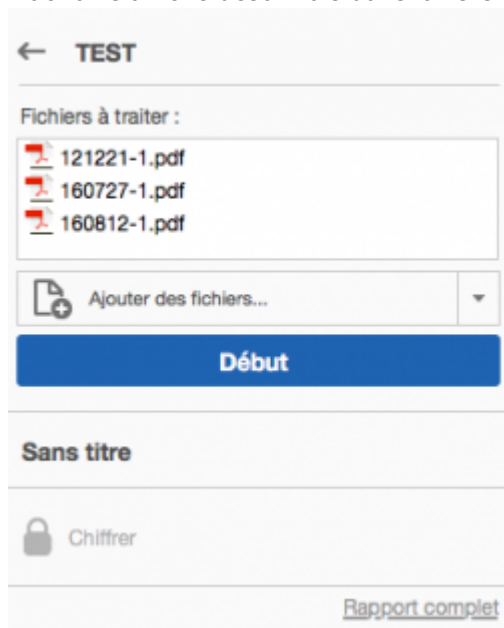 ← TEST
Fichiers à traiter :
121221-1.pdf
160727-1.pdf
160812-1.pdf
Ajouter des fichiers...
Début
Sans titre
Chiffrer
Rapport complet